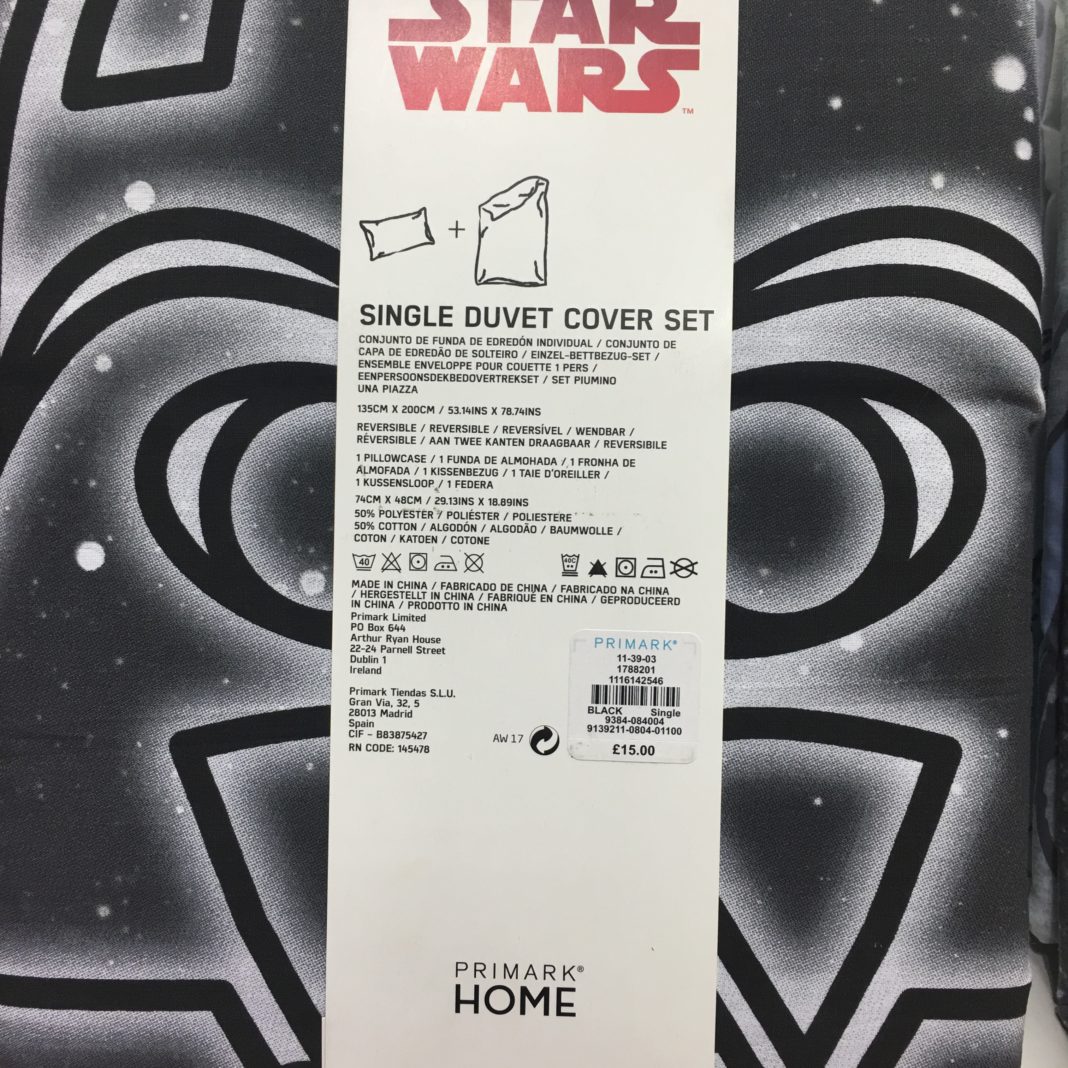 STAR
WARS
™
+
SINGLE DUVET COVER SET
CONJUNTO DE FUNDA DE EDREDÓN INDIVIDUAL / CONJUNTO DE
CAPA DE EDREDÃO DE SOLTEIRO / EINZEL-BETTBEZUG-SET /
ENSEMBLE ENVELOPPE POUR COUETTE 1 PERS /
EENPERSOONSDEKBEDOVERTREKSET / SET PIUMINO
UNA PIAZZA
135CM X 200CM / 53.14INS X 78.74INS
REVERSIBLE / REVERSIBLE / REVERSÍVEL / WENDBAR /
RÉVERSIBLE / AAN TWEE KANTEN DRAAGBAAR / REVERSIBILE
1 PILLOWCASE / 1 FUNDA DE ALMOHADA / 1 FRONHA DE
ALMOFADA / 1 KISSENBEZUG / 1 TAIE D'OREILLER /
1 KUSSENSLOOP / 1 FEDERA
74CM X 48CM / 29.13INS X 18.89INS
50% POLYESTER / POLIÉSTER / POLIESTERE
50% COTTON / ALGODÓN / ALGODÃO / BAUMWOLLE /
COTON / KATOEN / COTONE
40 40C
MADE IN CHINA / FABRICADO DE CHINA / FABRICADO NA CHINA
/ HERGESTELLT IN CHINA / FABRIQUÉ EN CHINA / GEPRODUCEERD
IN CHINA / PRODOTTO IN CHINA
Primark Limited
PO Box 644
Arthur Ryan House
22-24 Parnell Street
Dublin 1
Ireland
Primark Tiendas S.L.U.
Gran Via, 32, 5
28013 Madrid
Spain
CIF - B83875427
RN CODE: 145478
AW 17
PRIMARK®
11-39-03
1788201
1116142546
BLACK Single
9384-084004
9139211-0804-01100
£15.00
PRIMARK®
HOME